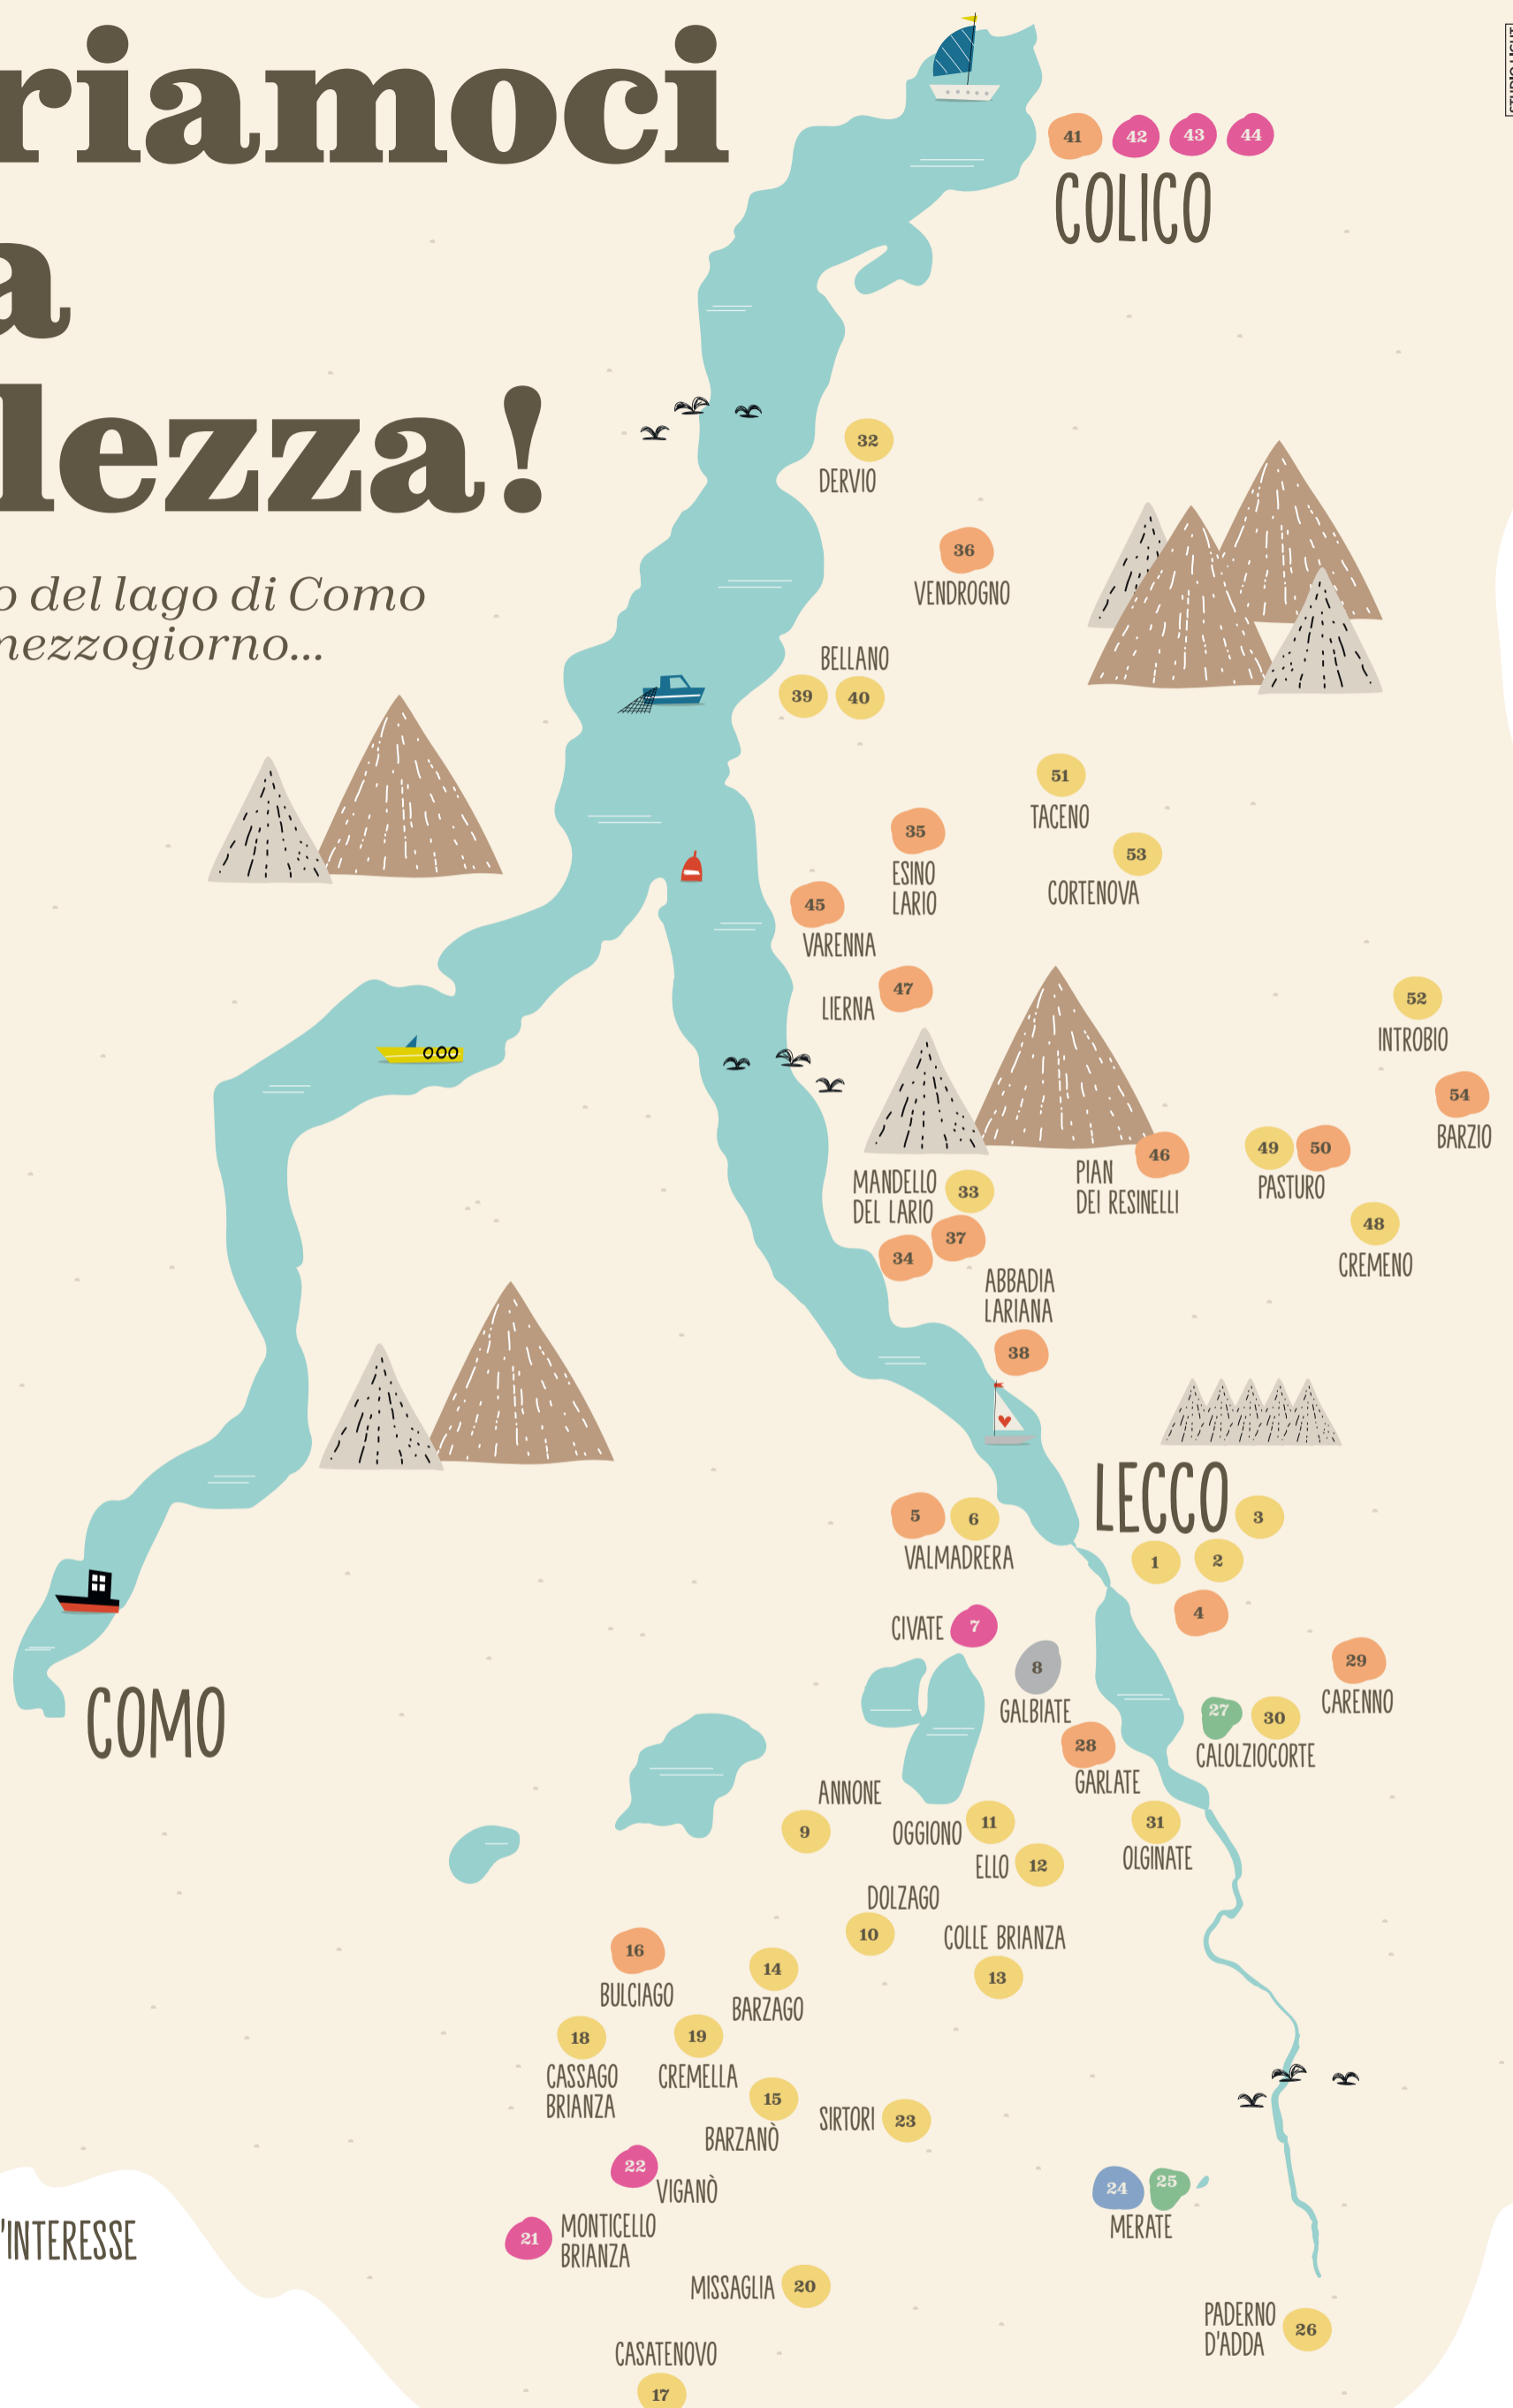 riamoci
a
lezza!
o del lago di Como
nezzogiorno...
41 42 43 44
COLICO
32
DERVIO
36
VENDROGNO
BELLANO
39 40
51
TACENO
35
ESINO
LARIO
53
CORTENOVA
45
VARENNA
47
LIERNA
52
INTROBIO
54
BARZIO
46
PIAN
DEI RESINELLI
49 50
PASTURO
MANDELLO
DEL LARIO
33
37
34
48
CREMENO
ABBADIA
LARIANA
38
LECCO
3
1 2
4
5 6
VALMADRERA
CIVATE 7
8
GALBIATE
29
CARENNO
27 30
CALOLZIOCORTE
28
GARLATE
COMO
ANNONE
9
OGGIONO 11
31
OLGINATE
ELLO 12
DOLZAGO
10
COLLE BRIANZA
13
16
BULCIAGO
14
BARZAGO
18
CASSAGO
BRIANZA
19
CREMELLA
15
BARZANÒ
SIRTORI 23
22
VIGANÒ
24 25
MERATE
21
MONTICELLO
BRIANZA
'INTERESSE
MISSAGLIA 20
PADERNO
D'ADDA
26
CASATENOVO
17